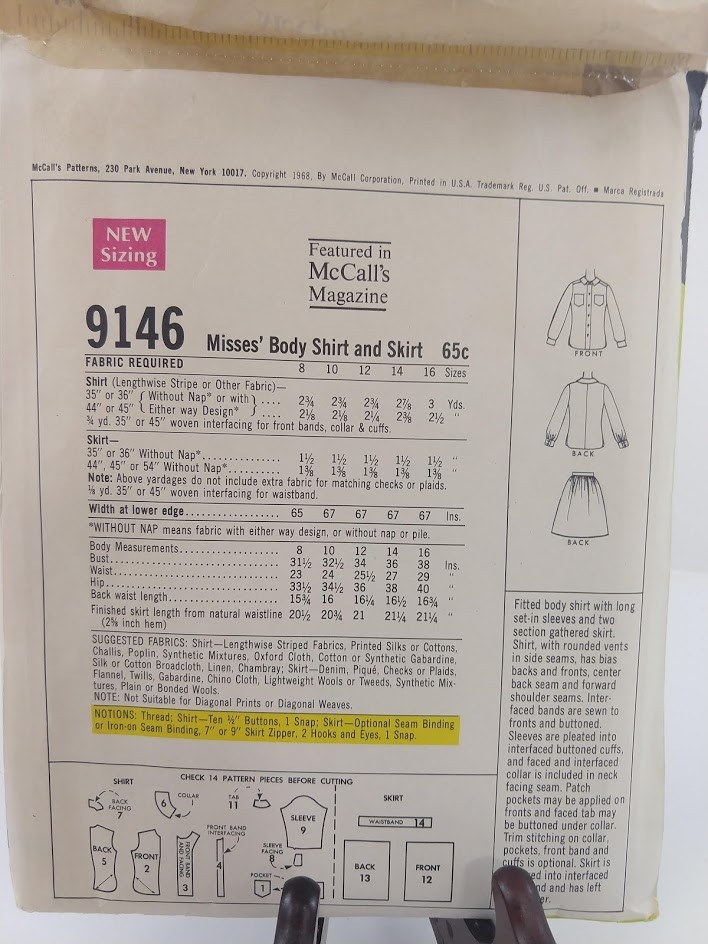 McCall's Patterns, 230 Park Avenue, New York 10017. Copyright 1968, By McCall Corporation, Printed in U.S.A. Trademark Reg. U.S. Pat. Off. ■ Marca Registrada
NEW
Sizing
Featured in
McCall's
Magazine
9146 Misses' Body Shirt and Skirt 65c
FABRIC REQUIRED 8 10 12 14 16 Sizes
Shirt (Lengthwise Stripe or Other Fabric)—
35" or 36" { Without Nap* or with } .... 2¾ 2¾ 2¾ 2⅞ 3 Yds.
44" or 45" { Either way Design* } .... 2⅛ 2⅛ 2¼ 2⅜ 2½ "
¾ yd. 35" or 45" woven interfacing for front bands, collar & cuffs.
Skirt—
35" or 36" Without Nap*.............. 1½ 1½ 1½ 1½ 1½ "
44", 45" or 54" Without Nap*.......... 1⅜ 1⅜ 1⅜ 1⅜ 1⅜ "
Note: Above yardages do not include extra fabric for matching checks or plaids.
⅛ yd. 35" or 45" woven interfacing for waistband.
Width at lower edge.................. 65 67 67 67 67 Ins.
*WITHOUT NAP means fabric with either way design, or without nap or pile.
Body Measurements.................. 8 10 12 14 16
Bust.............................. 31½ 32½ 34 36 38 Ins.
Waist............................. 23 24 25½ 27 29 "
Hip............................... 33½ 34½ 36 38 40 "
Back waist length.................. 15¾ 16 16¼ 16½ 16¾ "
Finished skirt length from natural waistline 20½ 20¾ 21 21¼ 21¼ "
(2⅝ inch hem)
SUGGESTED FABRICS: Shirt—Lengthwise Striped Fabrics, Printed Silks or Cottons,
Challis, Poplin, Synthetic Mixtures, Oxford Cloth, Cotton or Synthetic Gabardine,
Silk or Cotton Broadcloth, Linen, Chambray; Skirt—Denim, Piqué, Checks or Plaids,
Flannel, Twills, Gabardine, Chino Cloth, Lightweight Wools or Tweeds, Synthetic Mix-
tures, Plain or Bonded Wools.
NOTE: Not Suitable for Diagonal Prints or Diagonal Weaves.
NOTIONS: Thread; Shirt—Ten ½" Buttons, 1 Snap; Skirt—Optional Seam Binding
or Iron-on Seam Binding, 7" or 9" Skirt Zipper, 2 Hooks and Eyes, 1 Snap.
FRONT
BACK
BACK
Fitted body shirt with long
set-in sleeves and two
section gathered skirt.
Shirt, with rounded vents
in side seams, has bias
backs and fronts, center
back seam and forward
shoulder seams. Inter-
faced bands are sewn to
fronts and buttoned.
Sleeves are pleated into
interfaced buttoned cuffs,
and faced and interfaced
collar is included in neck
facing seam. Patch
pockets may be applied on
fronts and faced tab may
be buttoned under collar.
Trim stitching on collar,
pockets, front band and
cuffs is optional. Skirt is
ed into interfaced
nd and has left
er.
CHECK 14 PATTERN PIECES BEFORE CUTTING
SHIRT
BACK
FACING
7
6
COLLAR
TAB
11
SLEEVE
9
BACK
5
FRONT
2
FRONT BAND
AND FACING
3
FRONT BAND
INTERFACING
4
SLEEVE
FACING
8
POCKET
1
SKIRT
WAISTBAND 14
BACK
13
FRONT
12